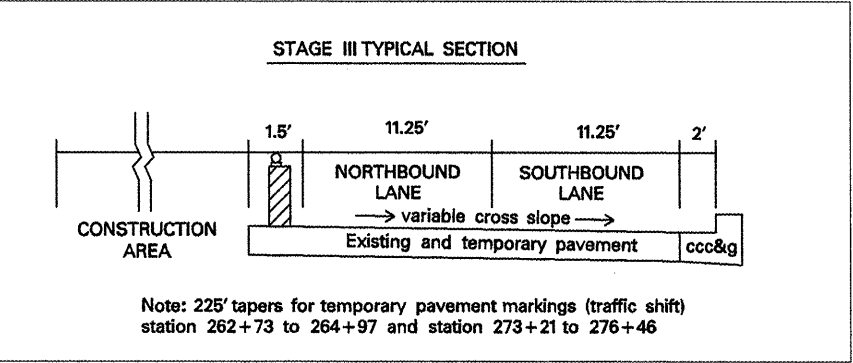 STAGE III TYPICAL SECTION
1.5' 11.25' 11.25' 2'
NORTHBOUND LANE
SOUTHBOUND LANE
CONSTRUCTION AREA
variable cross slope
Existing and temporary pavement ccc&g
Note: 225' tapers for temporary pavement markings (traffic shift)
station 262+73 to 264+97 and station 273+21 to 276+46